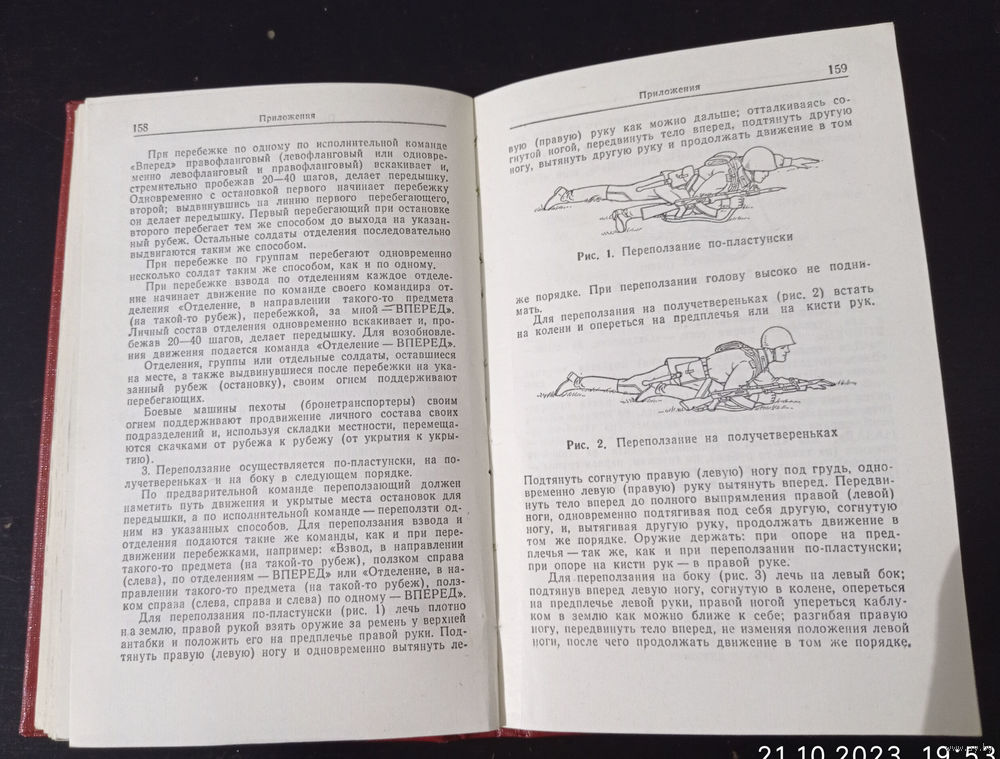 158
Приложения
При перебежке по одному по исполнительной команде
«Вперед» правофланговый (левофланговый или одновре-
менно левофланговый и правофланговый) вскакивает и,
стремительно пробежав 20—40 шагов, делает передышку.
Одновременно с остановкой первого начинает перебежку
второй; выдвинувшись на линию первого перебегающего,
он делает передышку. Первый перебегающий при остановке
второго перебегает тем же способом до выхода на указан-
ный рубеж. Остальные солдаты отделения последовательно
выдвигаются таким же способом.
При перебежке по группам перебегают одновременно
несколько солдат таким же способом, как и по одному.
При перебежке взвода по отделениям каждое отделе-
ние начинает движение по команде своего командира от-
деления «Отделение, в направлении такого-то предмета
(на такой-то рубеж), перебежкой, за мной — ВПЕРЕД».
Личный состав отделения одновременно вскакивает и, про-
бежав 20—40 шагов, делает передышку. Для возобновле-
ния движения подается команда «Отделение — ВПЕРЕД».
Отделения, группы или отдельные солдаты, оставшиеся
на месте, а также выдвинувшиеся после перебежки на ука-
занный рубеж (остановку), своим огнем поддерживают
перебегающих.
Боевые машины пехоты (бронетранспортеры) своим
огнем поддерживают продвижение личного состава своих
подразделений и, используя складки местности, перемеща-
ются скачками от рубежа к рубежу (от укрытия к укры-
тию).
3. Переползание осуществляется по-пластунски, на по-
лучетвереньках и на боку в следующем порядке.
По предварительной команде переползающий должен
наметить путь движения и укрытые места остановок для
передышки, а по исполнительной команде — переползти од-
ним из указанных способов. Для переползания взвода и
отделения подаются такие же команды, как и при пере-
движении перебежками, например: «Взвод, в направлении
такого-то предмета (на такой-то рубеж), ползком справа
(слева), по отделениям — ВПЕРЕД» или «Отделение, в на-
правлении такого-то предмета (на такой-то рубеж), полз-
ком справа (слева, справа и слева) по одному — ВПЕРЕД».
Для переползания по-пластунски (рис. 1) лечь плотно
на землю, правой рукой взять оружие за ремень у верхней
антабки и положить его на предплечье правой руки. Под-
тянуть правую (левую) ногу и одновременно вытянуть ле-
159
Приложения
вую (правую) руку как можно дальше; отталкиваясь со-
гнутой ногой, передвинуть тело вперед, подтянуть другую
ногу, вытянуть другую руку и продолжать движение в том
Рис. 1. Переползание по-пластунски
же порядке. При переползании голову высоко не подни-
мать.
Для переползания на получетвереньках (рис. 2) встать
на колени и опереться на предплечья или на кисти рук.
Рис. 2. Переползание на получетвереньках
Подтянуть согнутую правую (левую) ногу под грудь, одно-
временно левую (правую) руку вытянуть вперед. Передви-
нуть тело вперед до полного выпрямления правой (левой)
ноги, одновременно подтягивая под себя другую, согнутую
ногу, и, вытягивая другую руку, продолжать движение в
том же порядке. Оружие держать: при опоре на пред-
плечья — так же, как и при переползании по-пластунски;
при опоре на кисти рук — в правой руке.
Для переползания на боку (рис. 3) лечь на левый бок;
подтянув вперед левую ногу, согнутую в колене, опереться
на предплечье левой руки, правой ногой упереться каблу-
ком в землю как можно ближе к себе; разгибая правую
ногу, передвинуть тело вперед, не изменяя положения левой
ноги, после чего продолжать движение в том же порядке.
21.10.2023 19:53